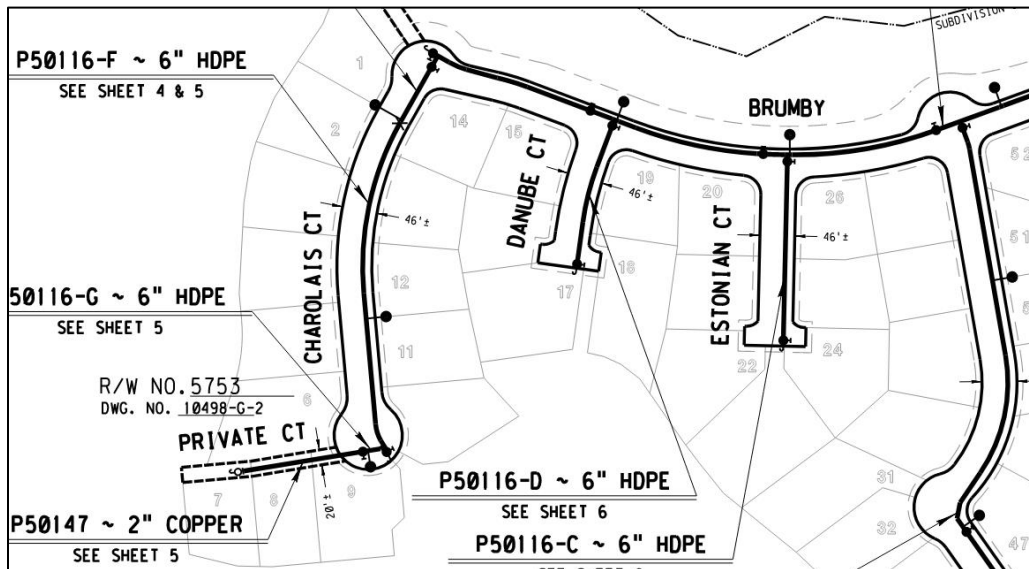 SUBDIVISION
P50116-F ~ 6" HDPE
SEE SHEET 4 & 5
BRUMBY
1
2
14
15
DANUBE CT
19
46'±
20
26
52
46'±
CHAROLAIS CT
ESTONIAN CT
46'±
51
12
17
18
50116-G ~ 6" HDPE
SEE SHEET 5
11
22
24
R/W NO. 5753
DWG. NO. 10498-G-2
6
PRIVATE CT
7
8
9
20'±
P50116-D ~ 6" HDPE
SEE SHEET 6
31
32
47
P50147 ~ 2" COPPER
SEE SHEET 5
P50116-C ~ 6" HDPE